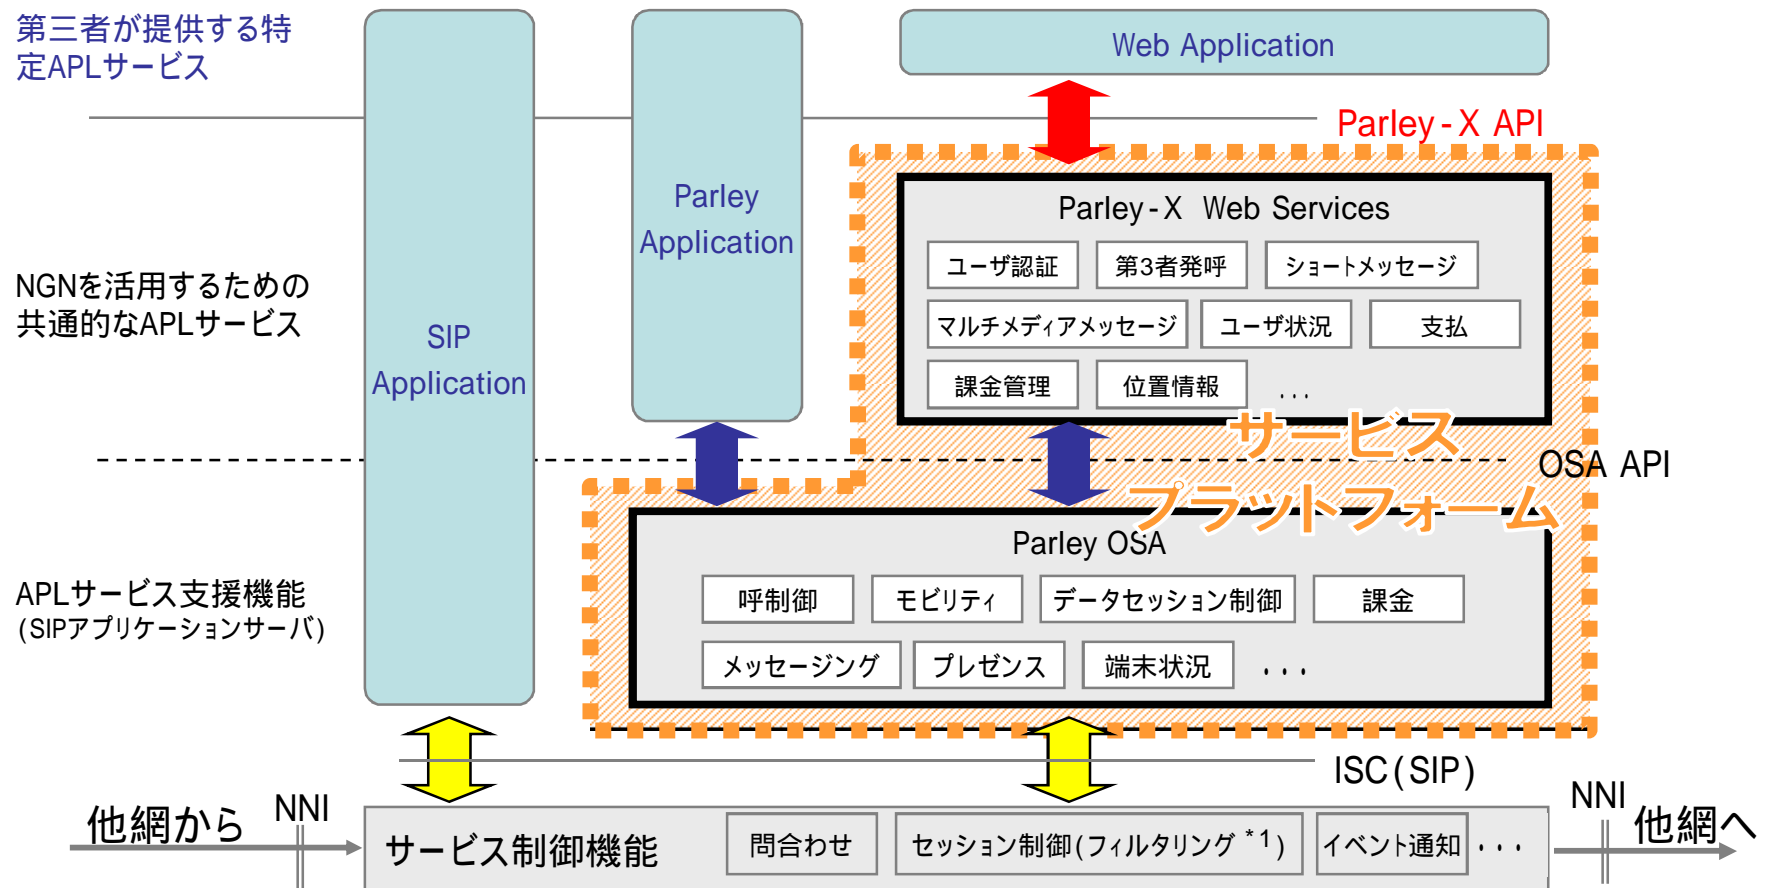 第三者が提供する特
定APLサービス
Web Application
Parley-X API
Parley
Application
Parley-X Web Services
ユーザ認証
第3者発呼
ショートメッセージ
NGNを活用するための
共通的なAPLサービス
マルチメディアメッセージ
ユーザ状況
支払
SIP
Application
課金管理
位置情報
...
サービス
プラットフォーム
OSA API
Parley OSA
APLサービス支援機能
(SIPアプリケーションサーバ)
呼制御
モビリティ
データセッション制御
課金
メッセージング
プレゼンス
端末状況
・・・
ISC(SIP)
他網から
NNI
サービス制御機能
問合わせ
セッション制御(フィルタリング *1)
イベント通知
・・・
NNI
他網へ